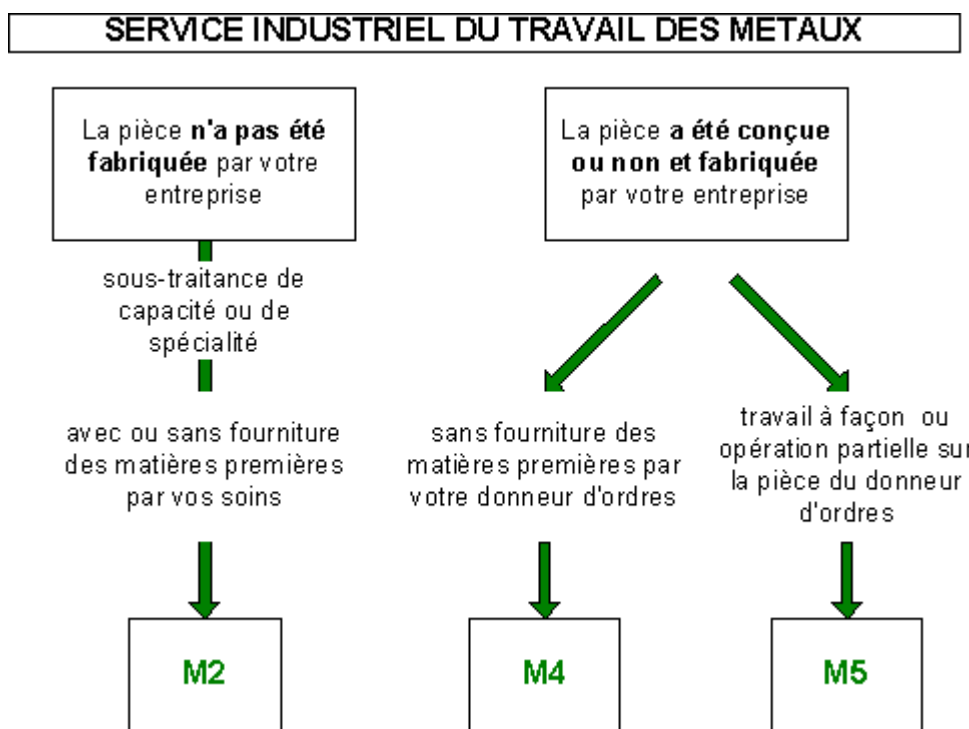 SERVICE INDUSTRIEL DU TRAVAIL DES METAUX
La pièce n'a pas été
fabriquée par votre
entreprise
La pièce a été conçue
ou non et fabriquée
par votre entreprise
sous-traitance de
capacité ou de
spécialité
avec ou sans fourniture
des matières premières
par vos soins
sans fourniture des
matières premières par
votre donneur d'ordres
travail à façon ou
opération partielle sur
la pièce du donneur
d'ordres
M2
M4
M5